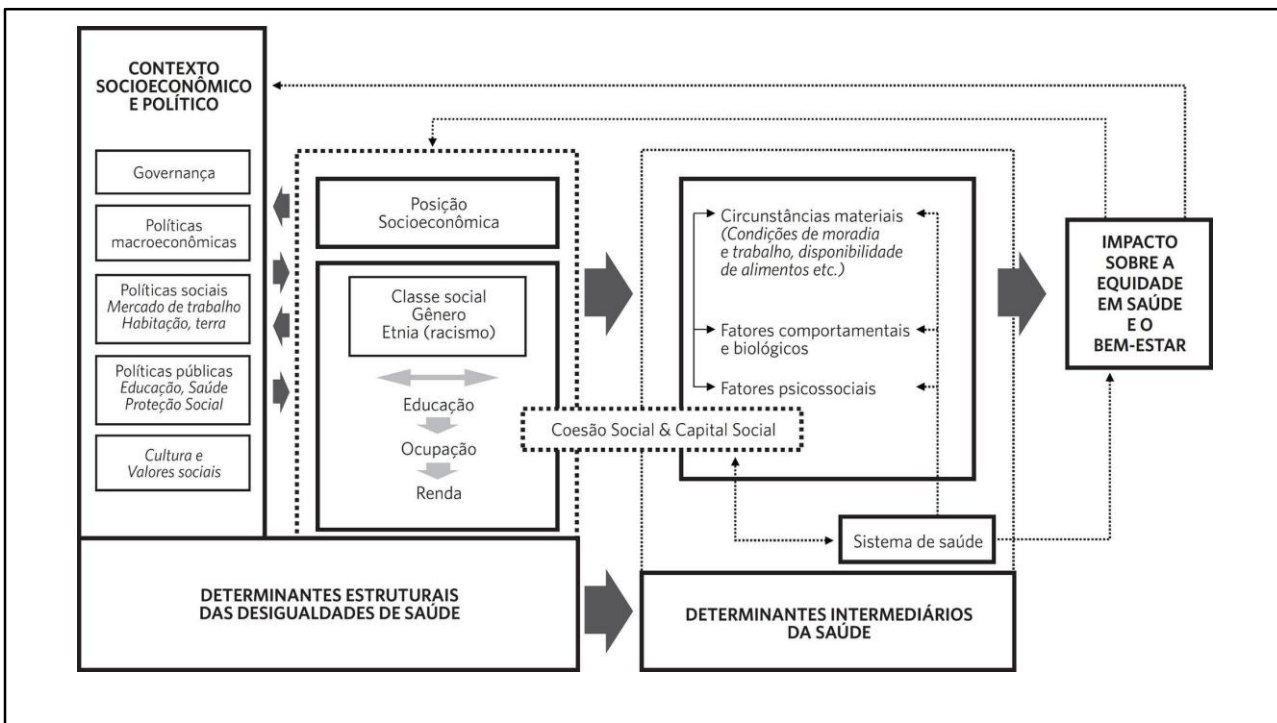 CONTEXTO
SOCIOECONÔMICO
E POLÍTICO
Governança
Políticas
macroeconômicas
Políticas sociais
Mercado de trabalho
Habitação, terra
Políticas públicas
Educação, Saúde
Proteção Social
Cultura e
Valores sociais
Posição
Socioeconômica
Classe social
Gênero
Etnia (racismo)
Educação
Ocupação
Renda
Coesão Social & Capital Social
Circunstâncias materiais
(Condições de moradia
e trabalho, disponibilidade
de alimentos etc.)
Fatores comportamentais
e biológicos
Fatores psicossociais
Sistema de saúde
IMPACTO
SOBRE A
EQUIDADE
EM SAÚDE
E O
BEM-ESTAR
DETERMINANTES ESTRUTURAIS
DAS DESIGUALDADES DE SAÚDE
DETERMINANTES INTERMEDIÁRIOS
DA SAÚDE